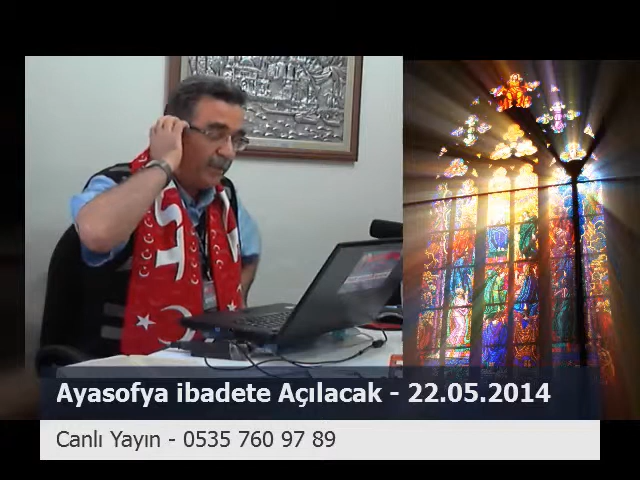 Ayasofya ibadete Açılacak - 22.05.2014
Canlı Yayın - 0535 760 97 89